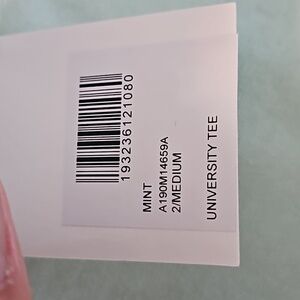 193236121080
MINT
A190M14659A
2/MEDIUM
UNIVERSITY TEE